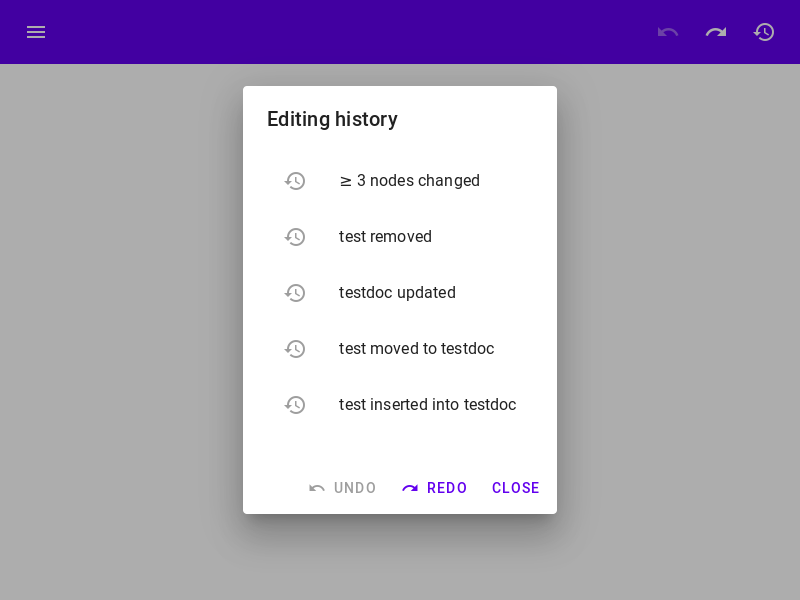 Editing history
≥ 3 nodes changed
test removed
testdoc updated
test moved to testdoc
test inserted into testdoc
UNDO REDO CLOSE